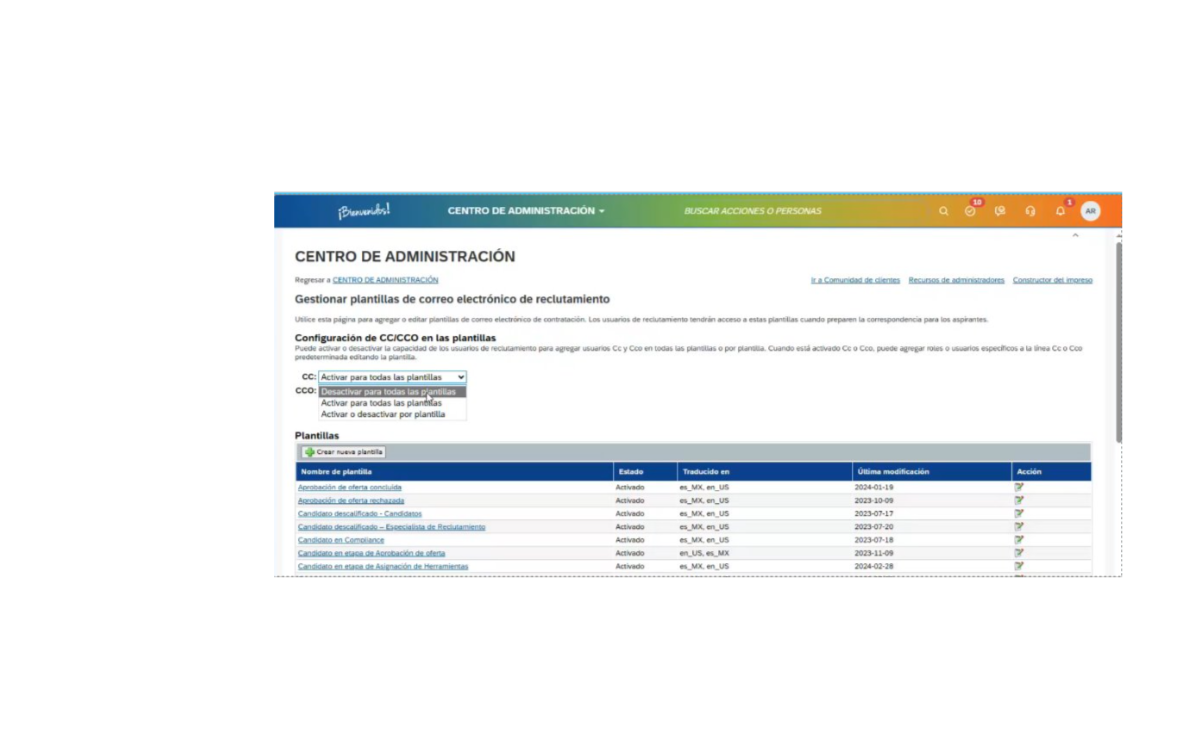 ¡Bienvenidos!
CENTRO DE ADMINISTRACIÓN
BUSCAR ACCIONES O PERSONAS
18
1
AR
CENTRO DE ADMINISTRACIÓN
Regresar a CENTRO DE ADMINISTRACIÓN
Ir a Comunidad de clientes Recursos de administradores Constructor del impreso
Gestionar plantillas de correo electrónico de reclutamiento
Utilice esta página para agregar o editar plantillas de correo electrónico de contratación. Los usuarios de reclutamiento tendrán acceso a estas plantillas cuando preparen la correspondencia para los aspirantes.
Configuración de CC/CCO en las plantillas
Puede activar o desactivar la capacidad de los usuarios de reclutamiento para agregar usuarios Cc y Cco en todas las plantillas o por plantilla. Cuando está activado Cc o Cco, puede agregar roles o usuarios específicos a la línea Cc o Cco
predeterminada editando la plantilla.
CC: Activar para todas las plantillas
CCO: Desactivar para todas las plantillas
Activar para todas las plantillas
Activar o desactivar por plantilla
Plantillas
Crear nueva plantilla
Nombre de plantilla Estado Traducido en Última modificación Acción
Aprobación de oferta concluida Activado es_MX, en_US 2024-01-19
Aprobación de oferta rechazada Activado es_MX, en_US 2023-10-09
Candidato descalificado - Candidatos Activado es_MX, en_US 2023-07-17
Candidato descalificado – Especialista de Reclutamiento Activado es_MX, en_US 2023-07-20
Candidato en Compliance Activado es_MX, en_US 2023-07-18
Candidato en etapa de Aprobación de oferta Activado en_US, es_MX 2023-11-09
Candidato en etapa de Asignación de Herramientas Activado es_MX, en_US 2024-02-28